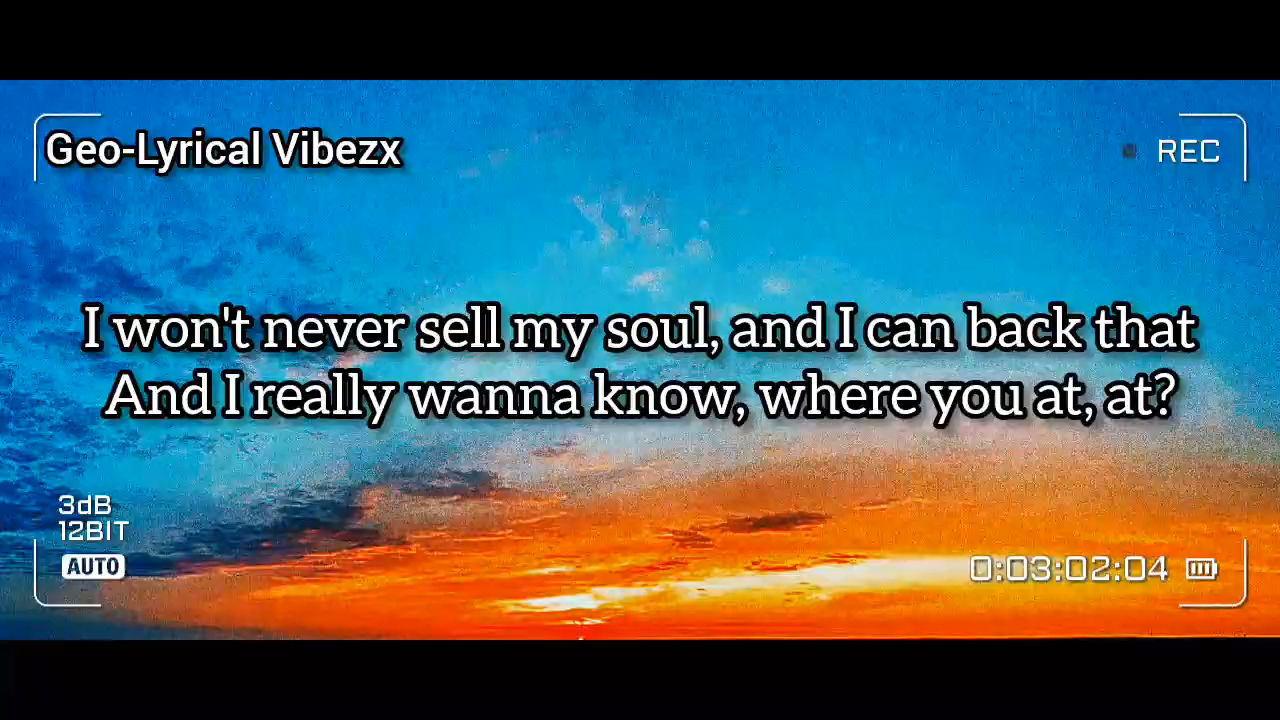 Geo-Lyrical Vibezx
REC
I won't never sell my soul, and I can back that
And I really wanna know, where you at, at?
3dB
12BIT
AUTO
0:03:02:04